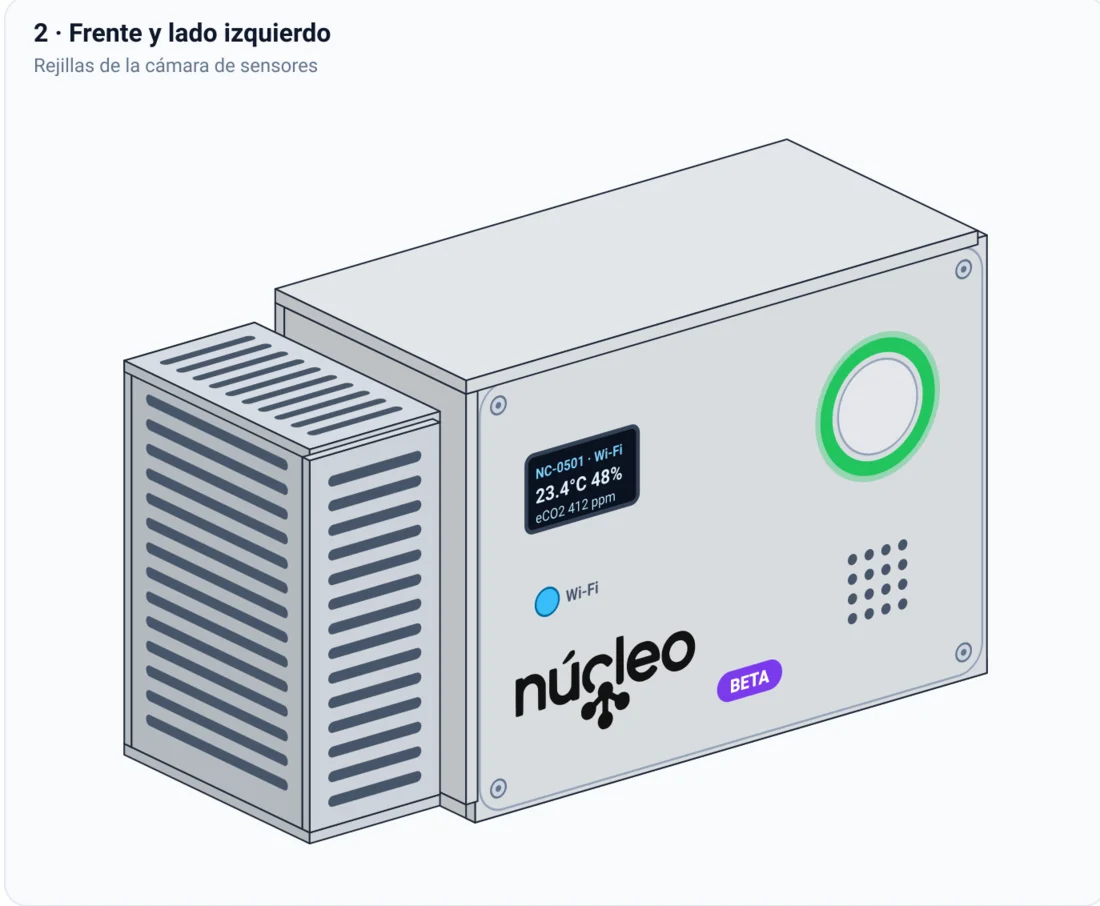 2 · Frente y lado izquierdo
Rejillas de la cámara de sensores
NC-0501 · Wi-Fi
23.4°C 48%
eCO2 412 ppm
Wi-Fi
núcleo
BETA